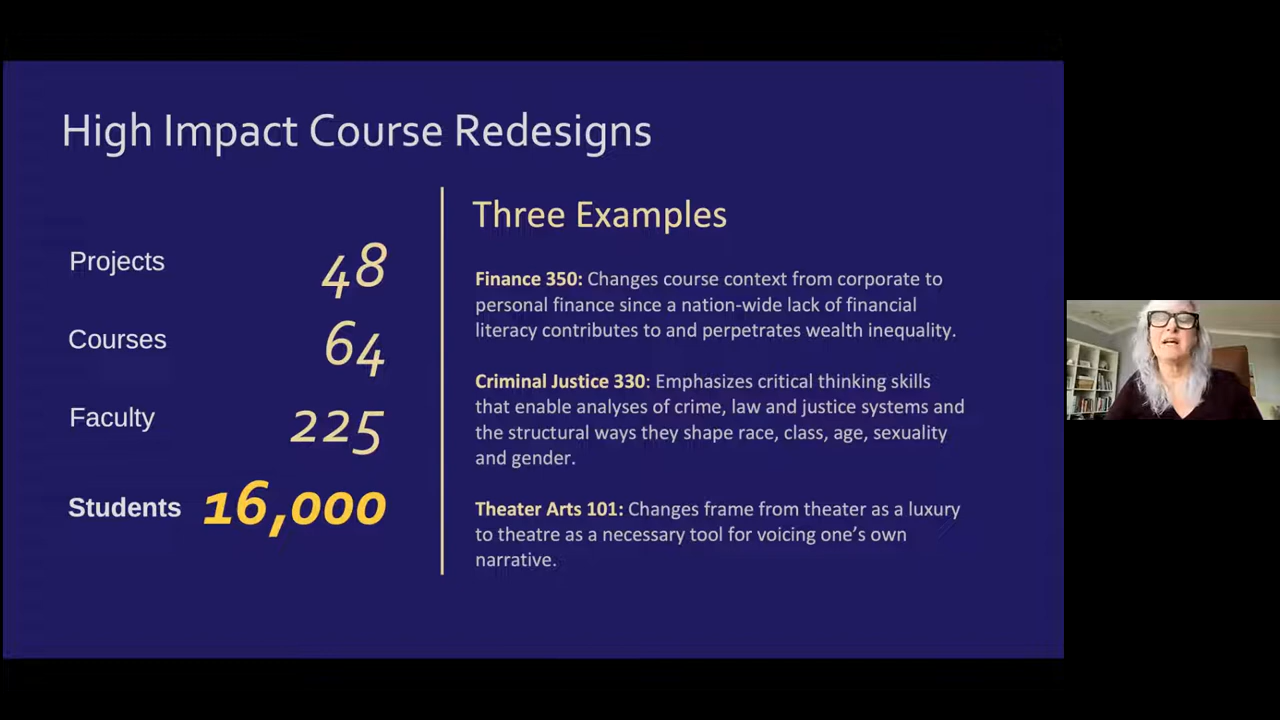 High Impact Course Redesigns
Projects 48
Courses 64
Faculty 225
Students 16,000
Three Examples
Finance 350: Changes course context from corporate to
personal finance since a nation-wide lack of financial
literacy contributes to and perpetrates wealth inequality.
Criminal Justice 330: Emphasizes critical thinking skills
that enable analyses of crime, law and justice systems and
the structural ways they shape race, class, age, sexuality
and gender.
Theater Arts 101: Changes frame from theater as a luxury
to theatre as a necessary tool for voicing one’s own
narrative.